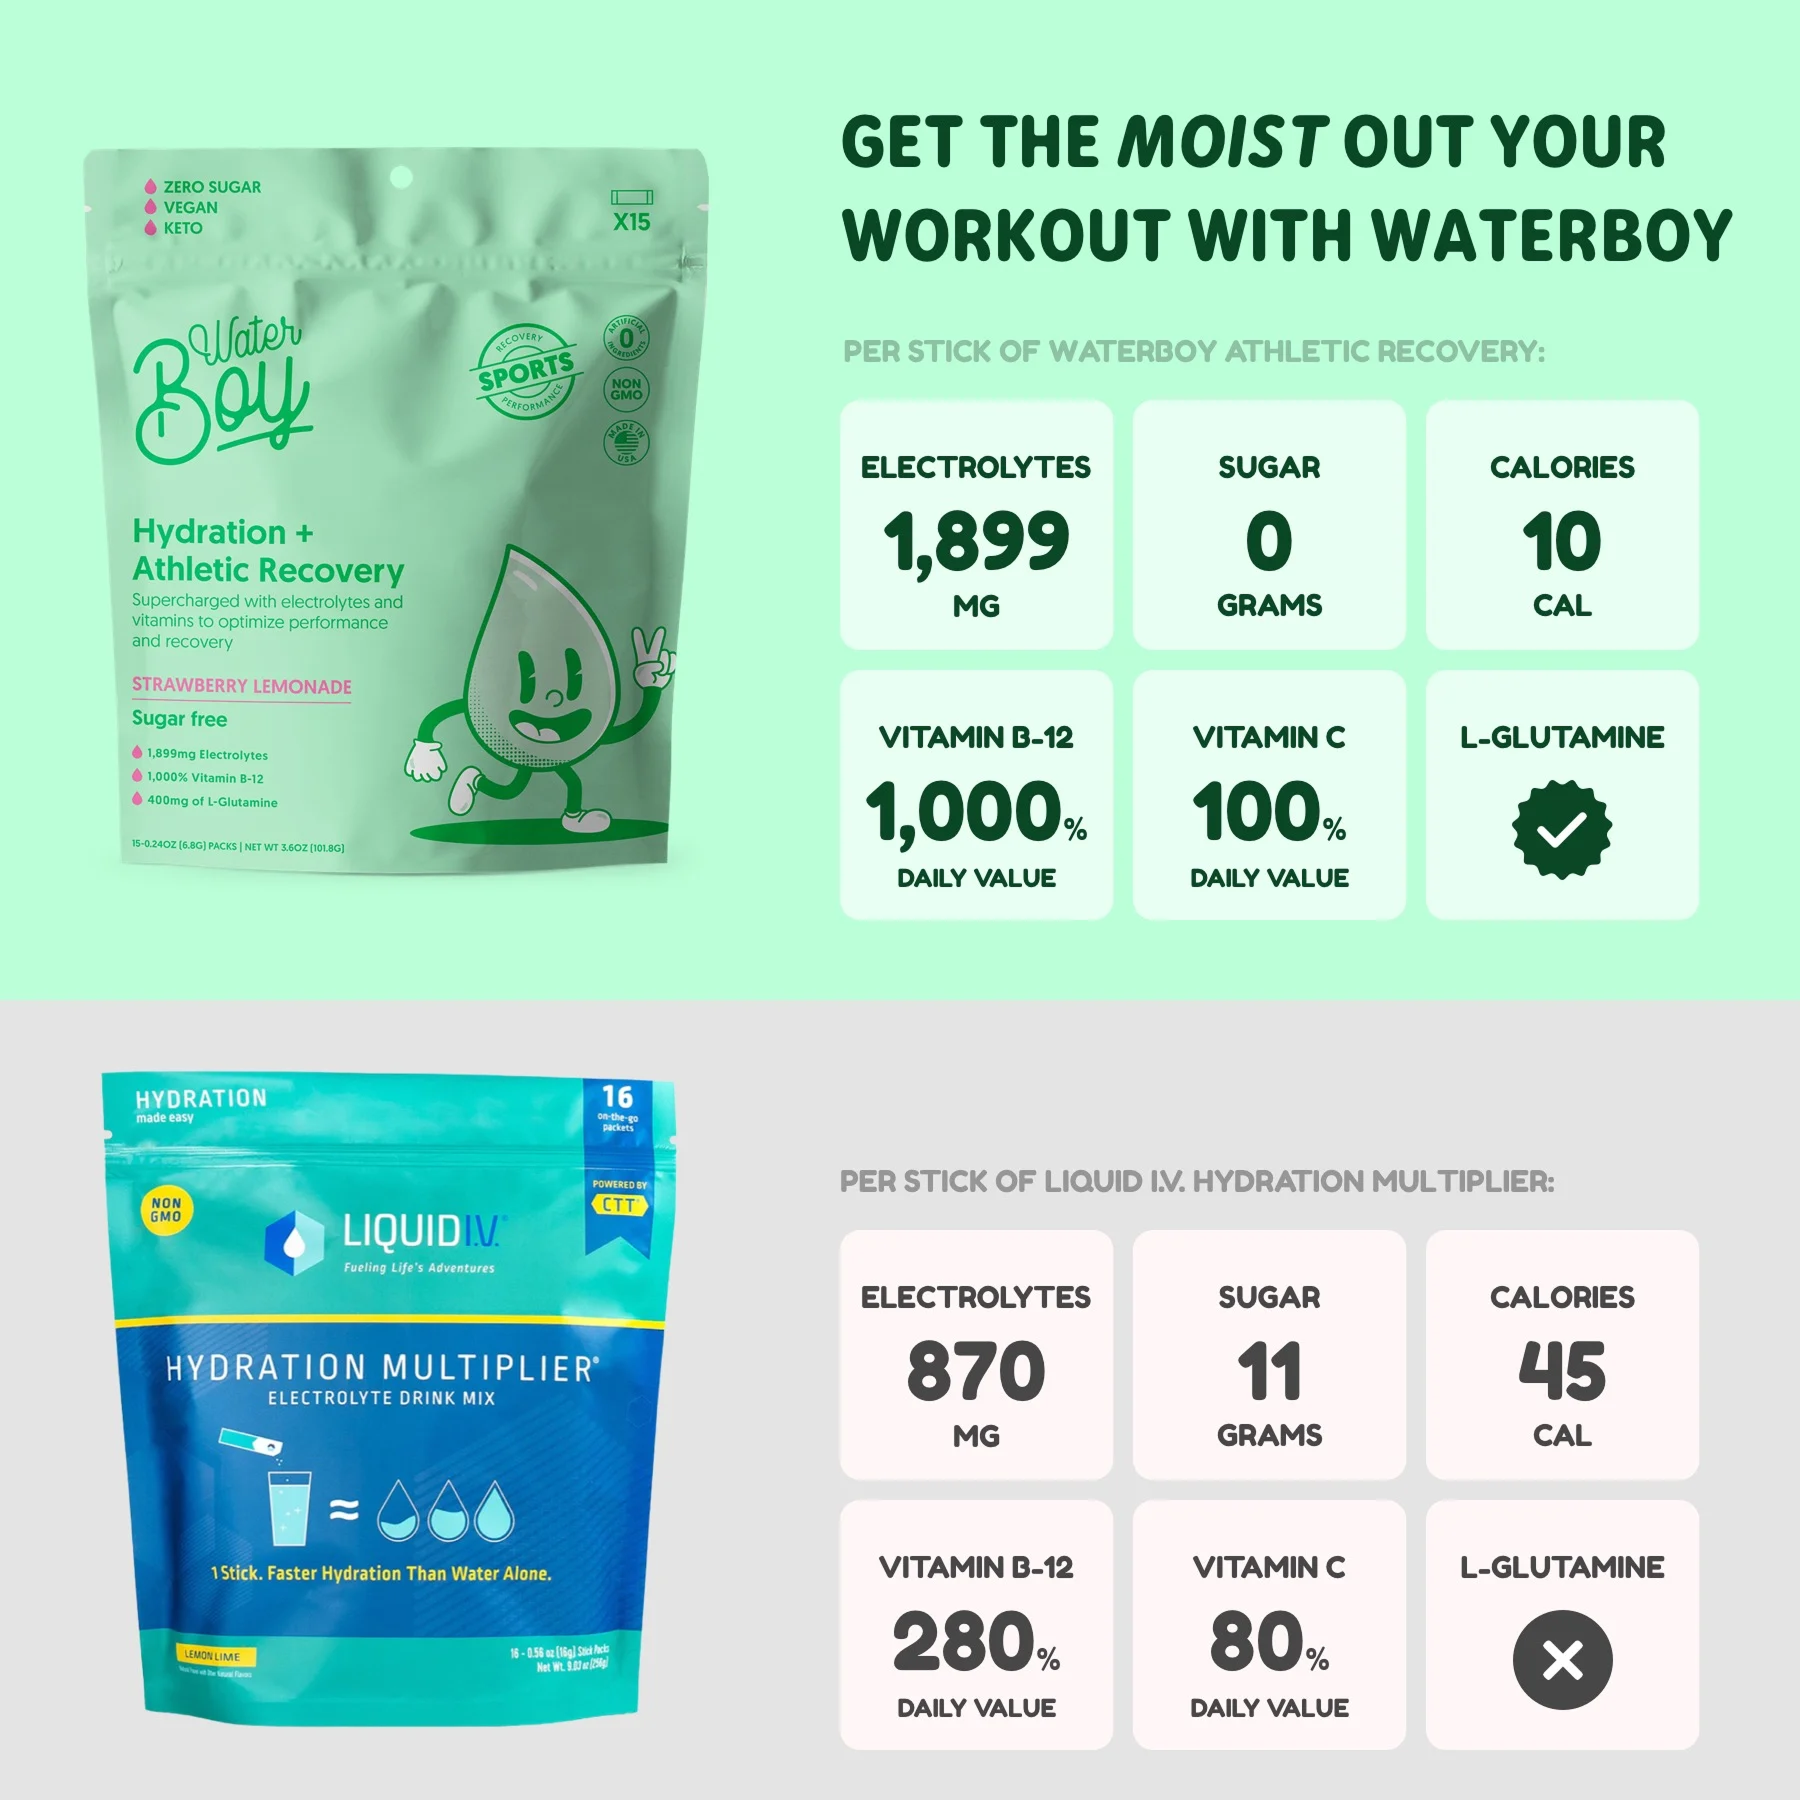 GET THE MOIST OUT YOUR
WORKOUT WITH WATERBOY
ZERO SUGAR
VEGAN
KETO
X15
Water
Boy
RECOVERY
SPORTS
PERFORMANCE
ARTIFICIAL
0
INGREDIENTS
NON
GMO
MADE IN
USA
Hydration +
Athletic Recovery
Supercharged with electrolytes and
vitamins to optimize performance
and recovery
STRAWBERRY LEMONADE
Sugar free
1,899mg Electrolytes
1,000% Vitamin B-12
400mg of L-Glutamine
15-0.24OZ (6.8G) PACKS | NET WT 3.6OZ (101.8G)
PER STICK OF WATERBOY ATHLETIC RECOVERY:
ELECTROLYTES
1,899
MG
SUGAR
0
GRAMS
CALORIES
10
CAL
VITAMIN B-12
1,000%
DAILY VALUE
VITAMIN C
100%
DAILY VALUE
L-GLUTAMINE
HYDRATION
made easy
16
on-the-go
packets
POWERED BY
CTT
NON
GMO
LIQUID I.V.
Fueling Life's Adventures
HYDRATION MULTIPLIER®
ELECTROLYTE DRINK MIX
≈
1 Stick. Faster Hydration Than Water Alone.
LEMON LIME
16 - 0.56 oz (16g) Stick Packs
Net Wt. 9.03 oz (256g)
PER STICK OF LIQUID I.V. HYDRATION MULTIPLIER:
ELECTROLYTES
870
MG
SUGAR
11
GRAMS
CALORIES
45
CAL
VITAMIN B-12
280%
DAILY VALUE
VITAMIN C
80%
DAILY VALUE
L-GLUTAMINE